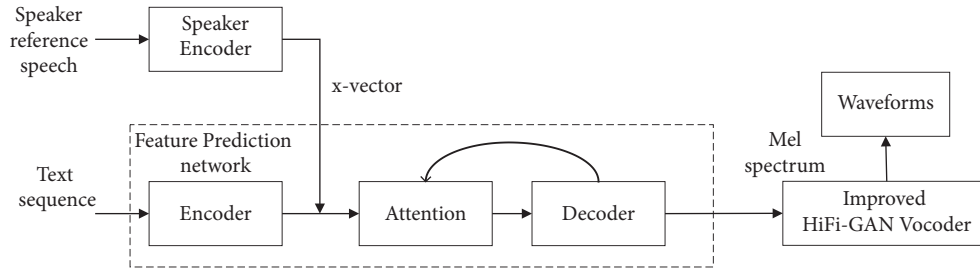 Speaker
reference
speech
Speaker
Encoder
x-vector
Waveforms
Feature Prediction
network
Mel
spectrum
Text
sequence
Encoder
Attention
Decoder
Improved
HiFi-GAN Vocoder